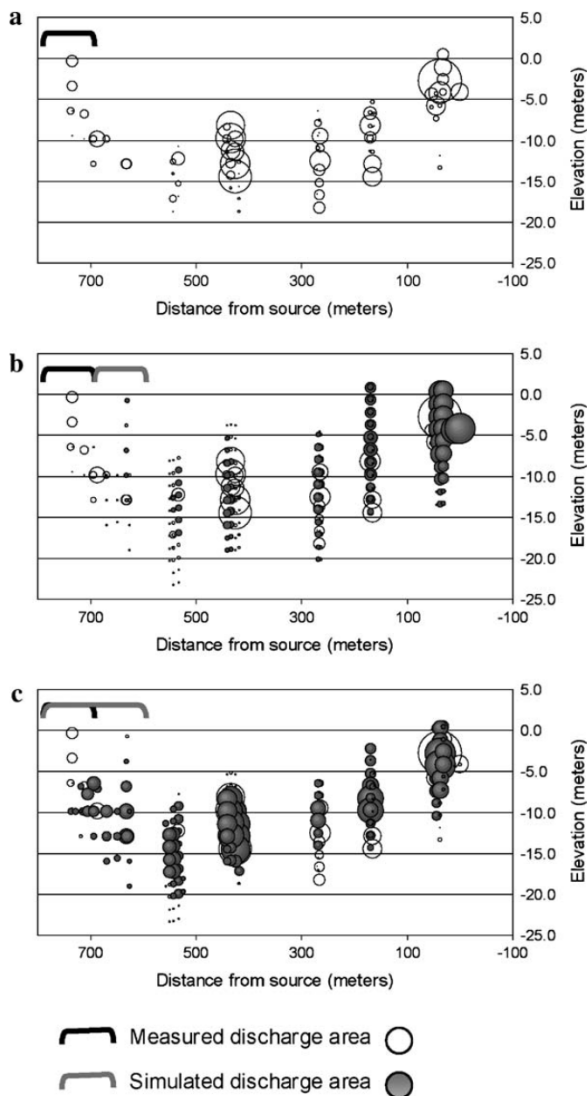 a
5.0
0.0
-5.0
-10.0
-15.0
-20.0
-25.0
Elevation (meters)
700 500 300 100 -100
Distance from source (meters)
b
5.0
0.0
-5.0
-10.0
-15.0
-20.0
-25.0
Elevation (meters)
700 500 300 100 -100
Distance from source (meters)
c
5.0
0.0
-5.0
-10.0
-15.0
-20.0
-25.0
Elevation (meters)
700 500 300 100 -100
Distance from source (meters)
Measured discharge area
Simulated discharge area